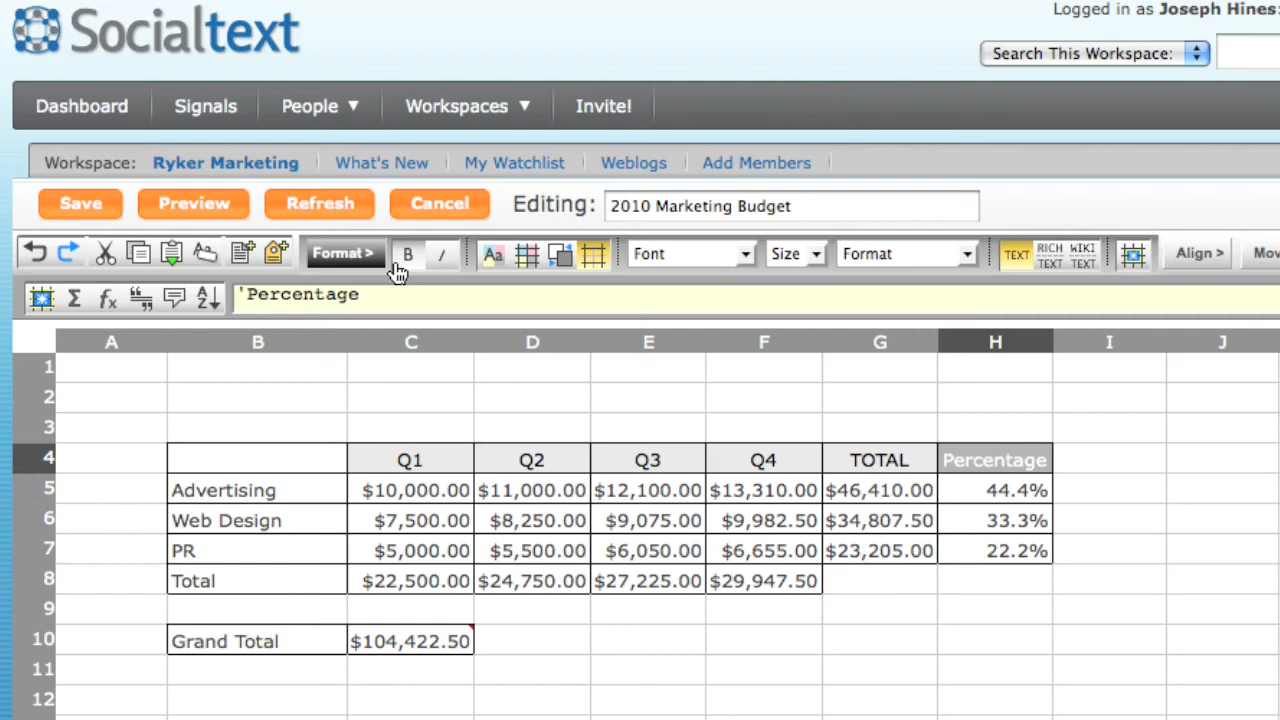 Socialtext
Logged in as Joseph Hines:
Search This Workspace:
Dashboard Signals People ▼ Workspaces ▼ Invite!
Workspace: Ryker Marketing What's New My Watchlist Weblogs Add Members
Save Preview Refresh Cancel Editing: 2010 Marketing Budget
Format > B I Aa Font Size Format TEXT RICH TEXT WIKI TEXT Align >
Σ fx A Z 'Percentage
A B C D E F G H I J
1
2
3
4 Q1 Q2 Q3 Q4 TOTAL Percentage
5 Advertising $10,000.00 $11,000.00 $12,100.00 $13,310.00 $46,410.00 44.4%
6 Web Design $7,500.00 $8,250.00 $9,075.00 $9,982.50 $34,807.50 33.3%
7 PR $5,000.00 $5,500.00 $6,050.00 $6,655.00 $23,205.00 22.2%
8 Total $22,500.00 $24,750.00 $27,225.00 $29,947.50
9
10 Grand Total $104,422.50
11
12